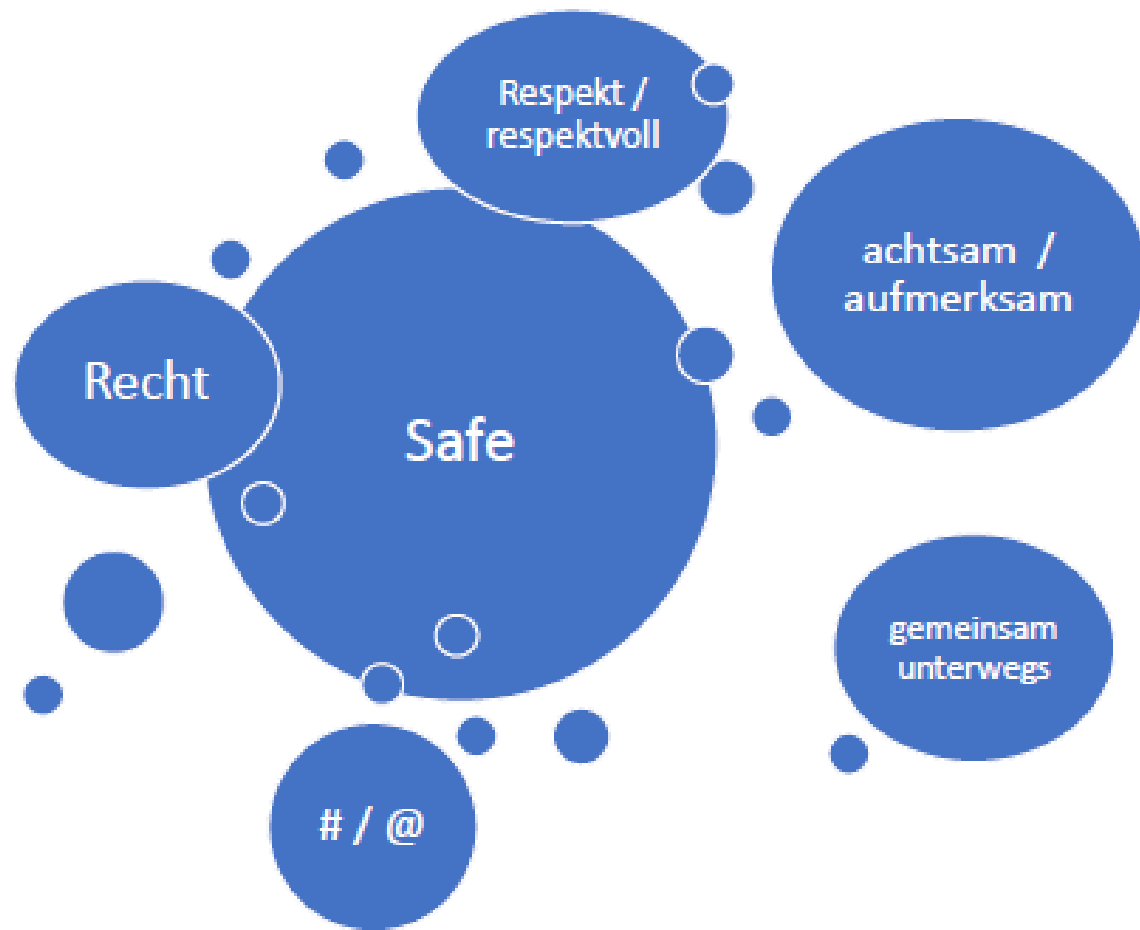 Respekt /
respektvoll
achtsam /
aufmerksam
Recht
Safe
gemeinsam
unterwegs
# / @